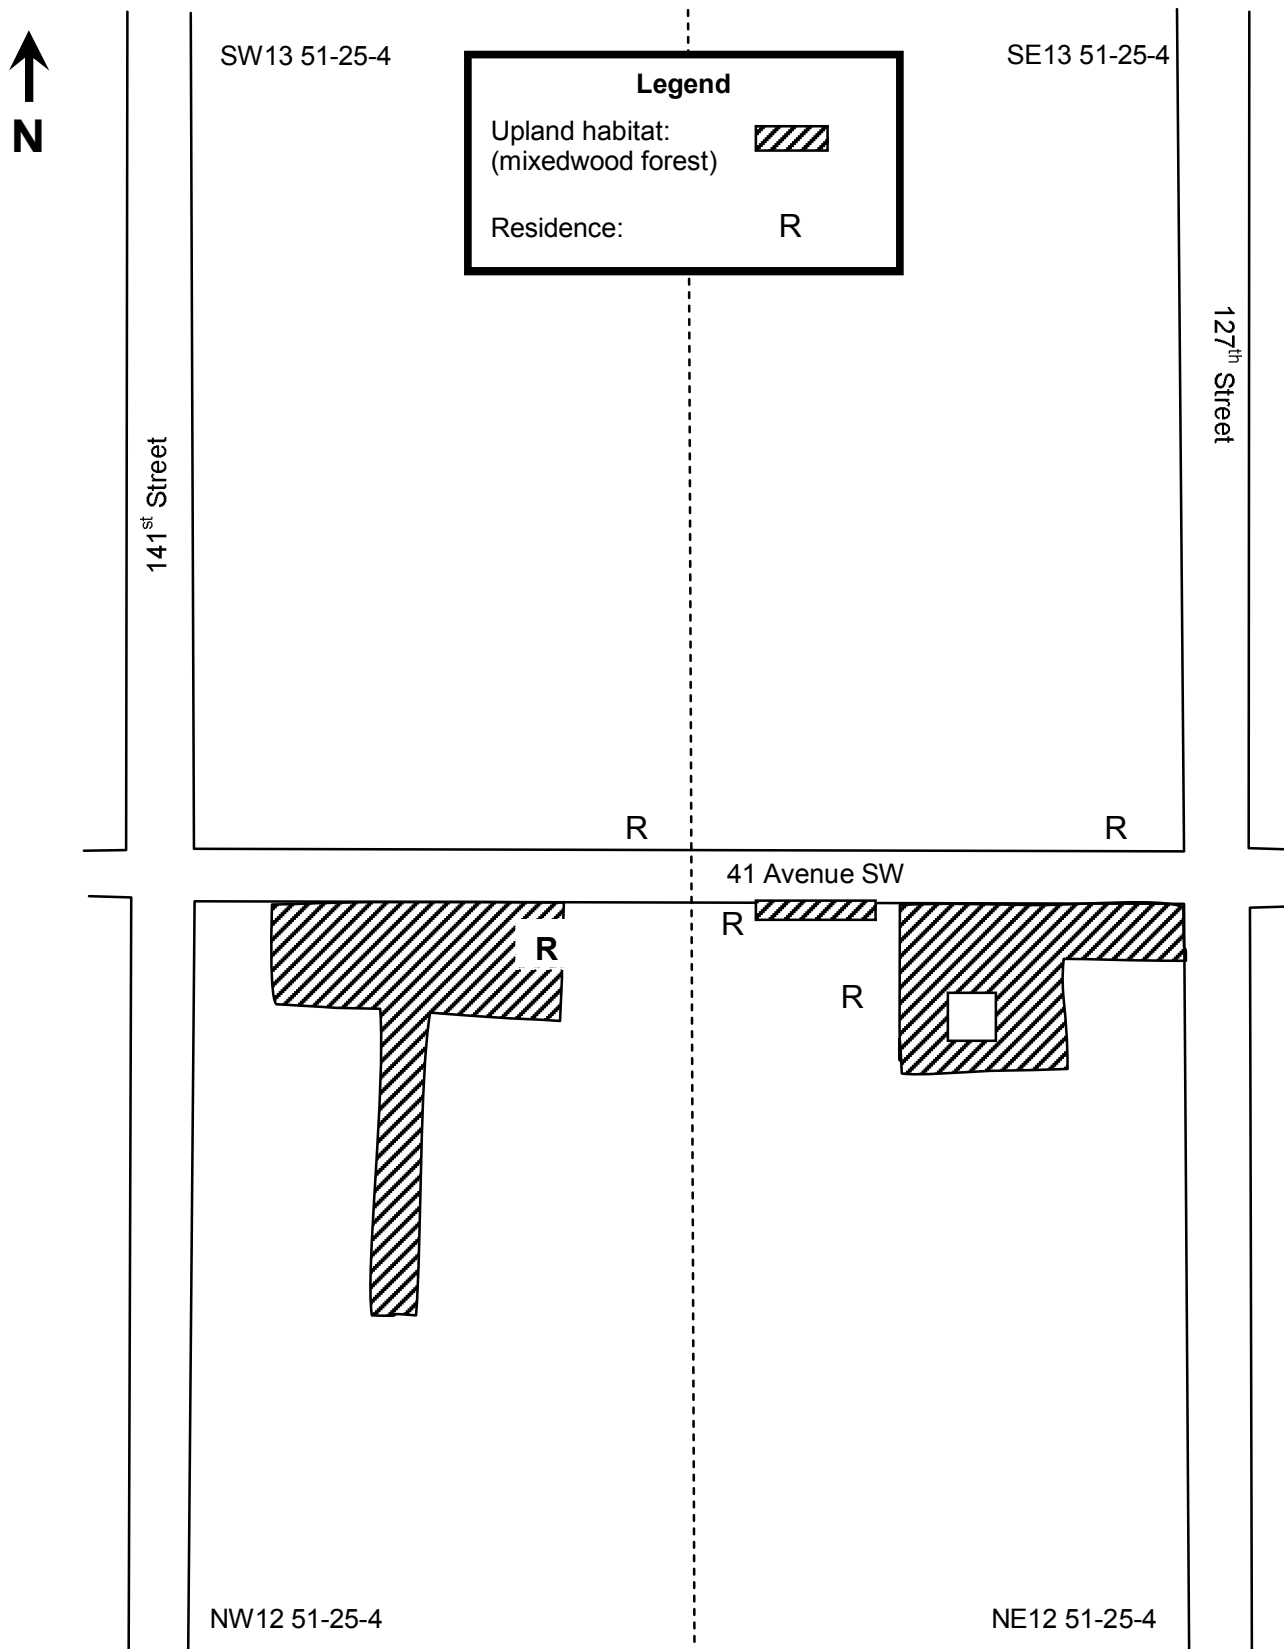 SW13 51-25-4
SE13 51-25-4
N
Legend
Upland habitat:
(mixedwood forest)
Residence:
R
127th Street
141st Street
R
R
41 Avenue SW
R
R
R
NW12 51-25-4
NE12 51-25-4